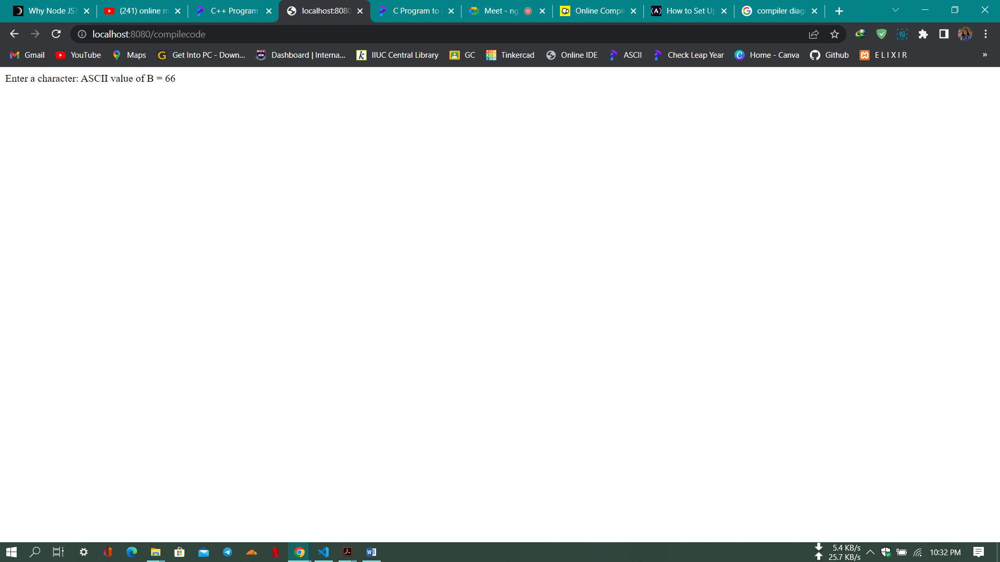 Why Node JS?
(241) online m
C++ Program
localhost:8080
C Program to
Meet - ng
Online Compil
How to Set Up
compiler diagr
localhost:8080/compilecode
Gmail
YouTube
Maps
Get Into PC - Down...
Dashboard | Interna...
IIUC Central Library
GC
Tinkercad
Online IDE
ASCII
Check Leap Year
Home - Canva
Github
E L I X I R
»
Enter a character: ASCII value of B = 66
5.4 KB/s
25.7 KB/s
10:32 PM